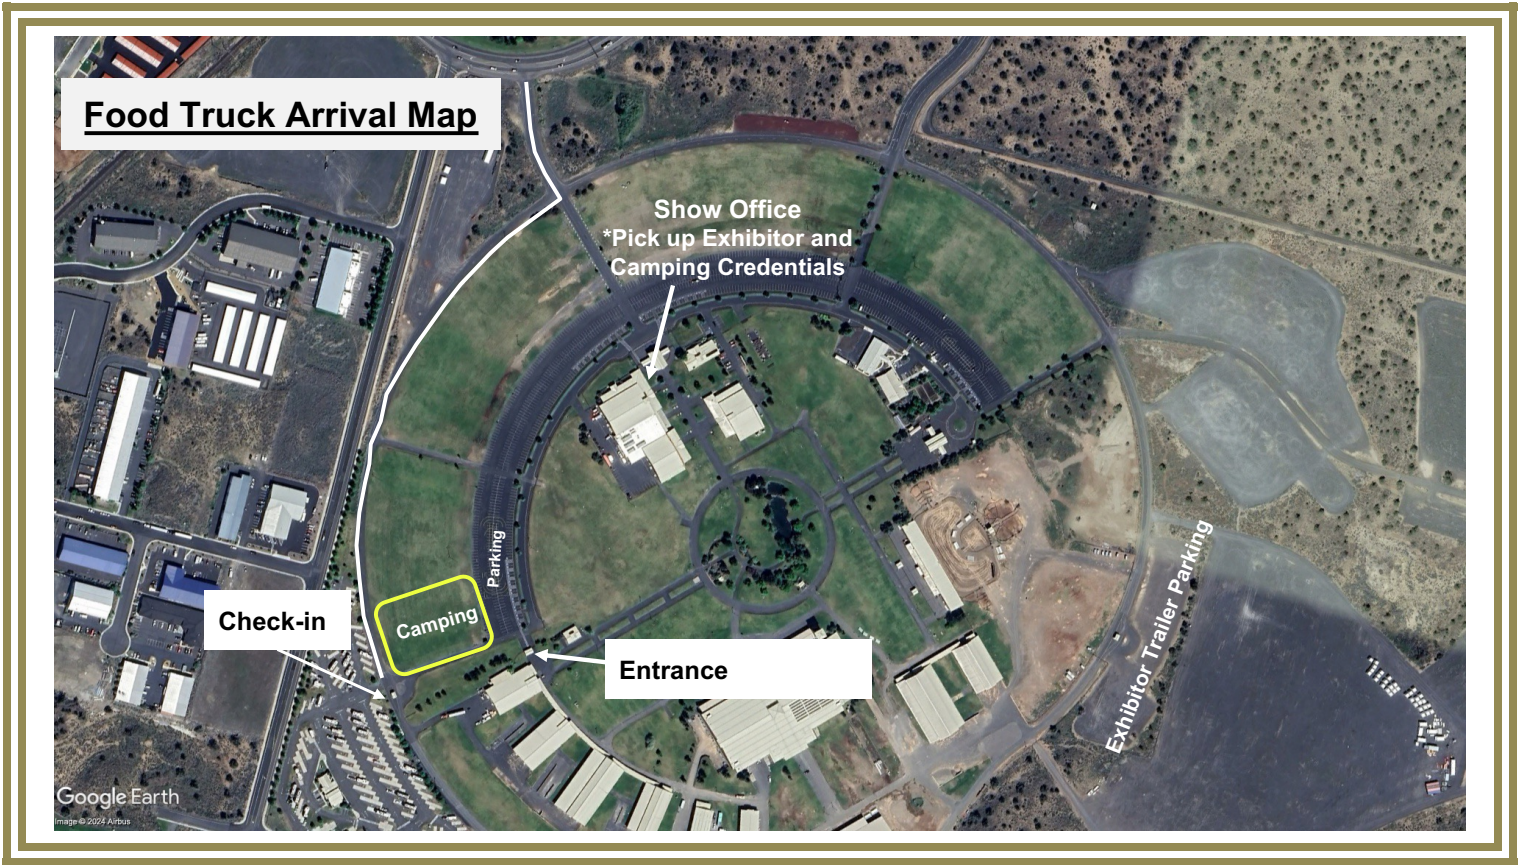 Food Truck Arrival Map
Show Office
*Pick up Exhibitor and
Camping Credentials
Parking
Camping
Check-in
Entrance
Exhibitor Trailer Parking
Google Earth
Image © 2024 Airbus